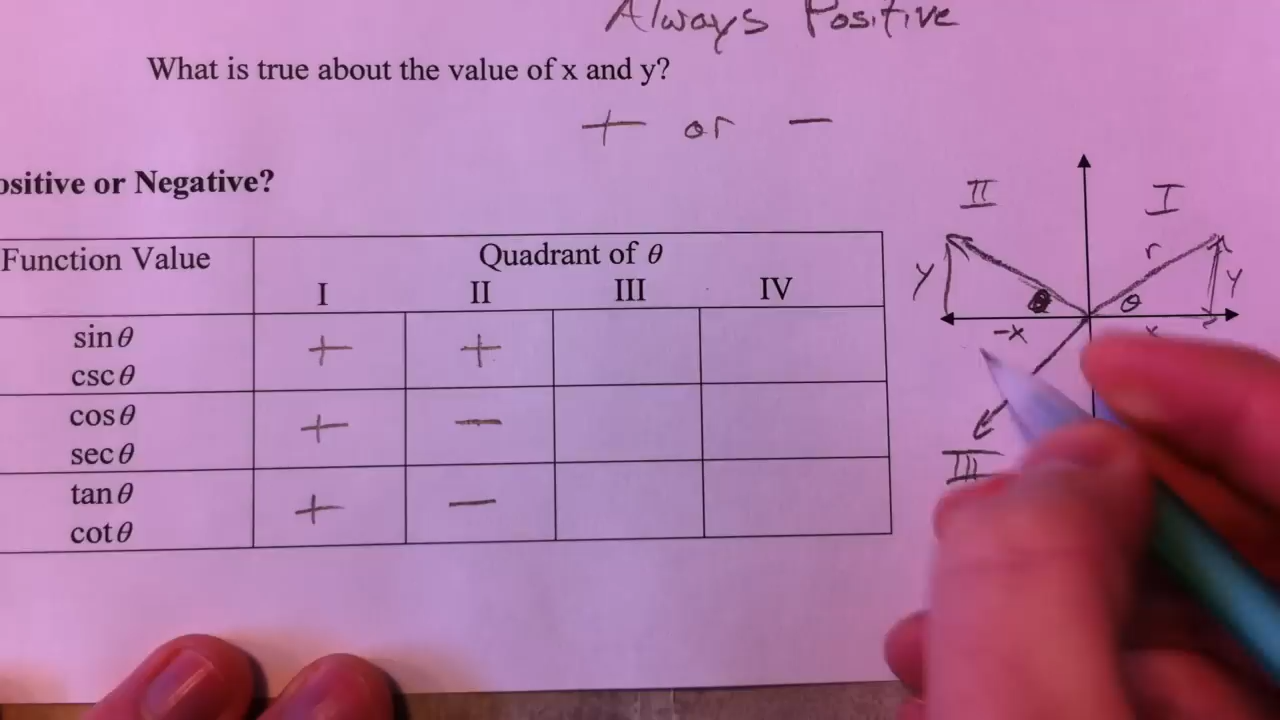 Always Positive
What is true about the value of x and y?
+ or -
ositive or Negative?
Function Value
Quadrant of θ
I II III IV
sin θ
csc θ
+ +
cos θ
sec θ
+ -
tan θ
cot θ
+ -
II I
y r y
θ
-x x
III